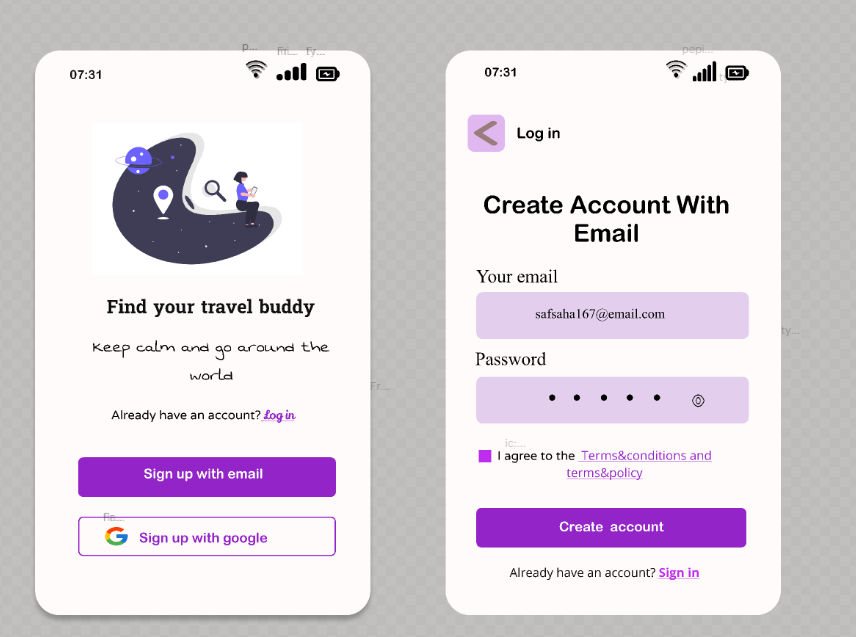 P...
fri...
ty...
07:31
Find your travel buddy
Keep calm and go around the
world
Already have an account? Log in
Sign up with email
Sign up with google
Fr...
pepi...
ty...
07:31
Log in
Create Account With
Email
Your email
safsaha167@email.com
ty...
Password
ic:...
I agree to the Terms&conditions and
terms&policy
Create account
Already have an account? Sign in